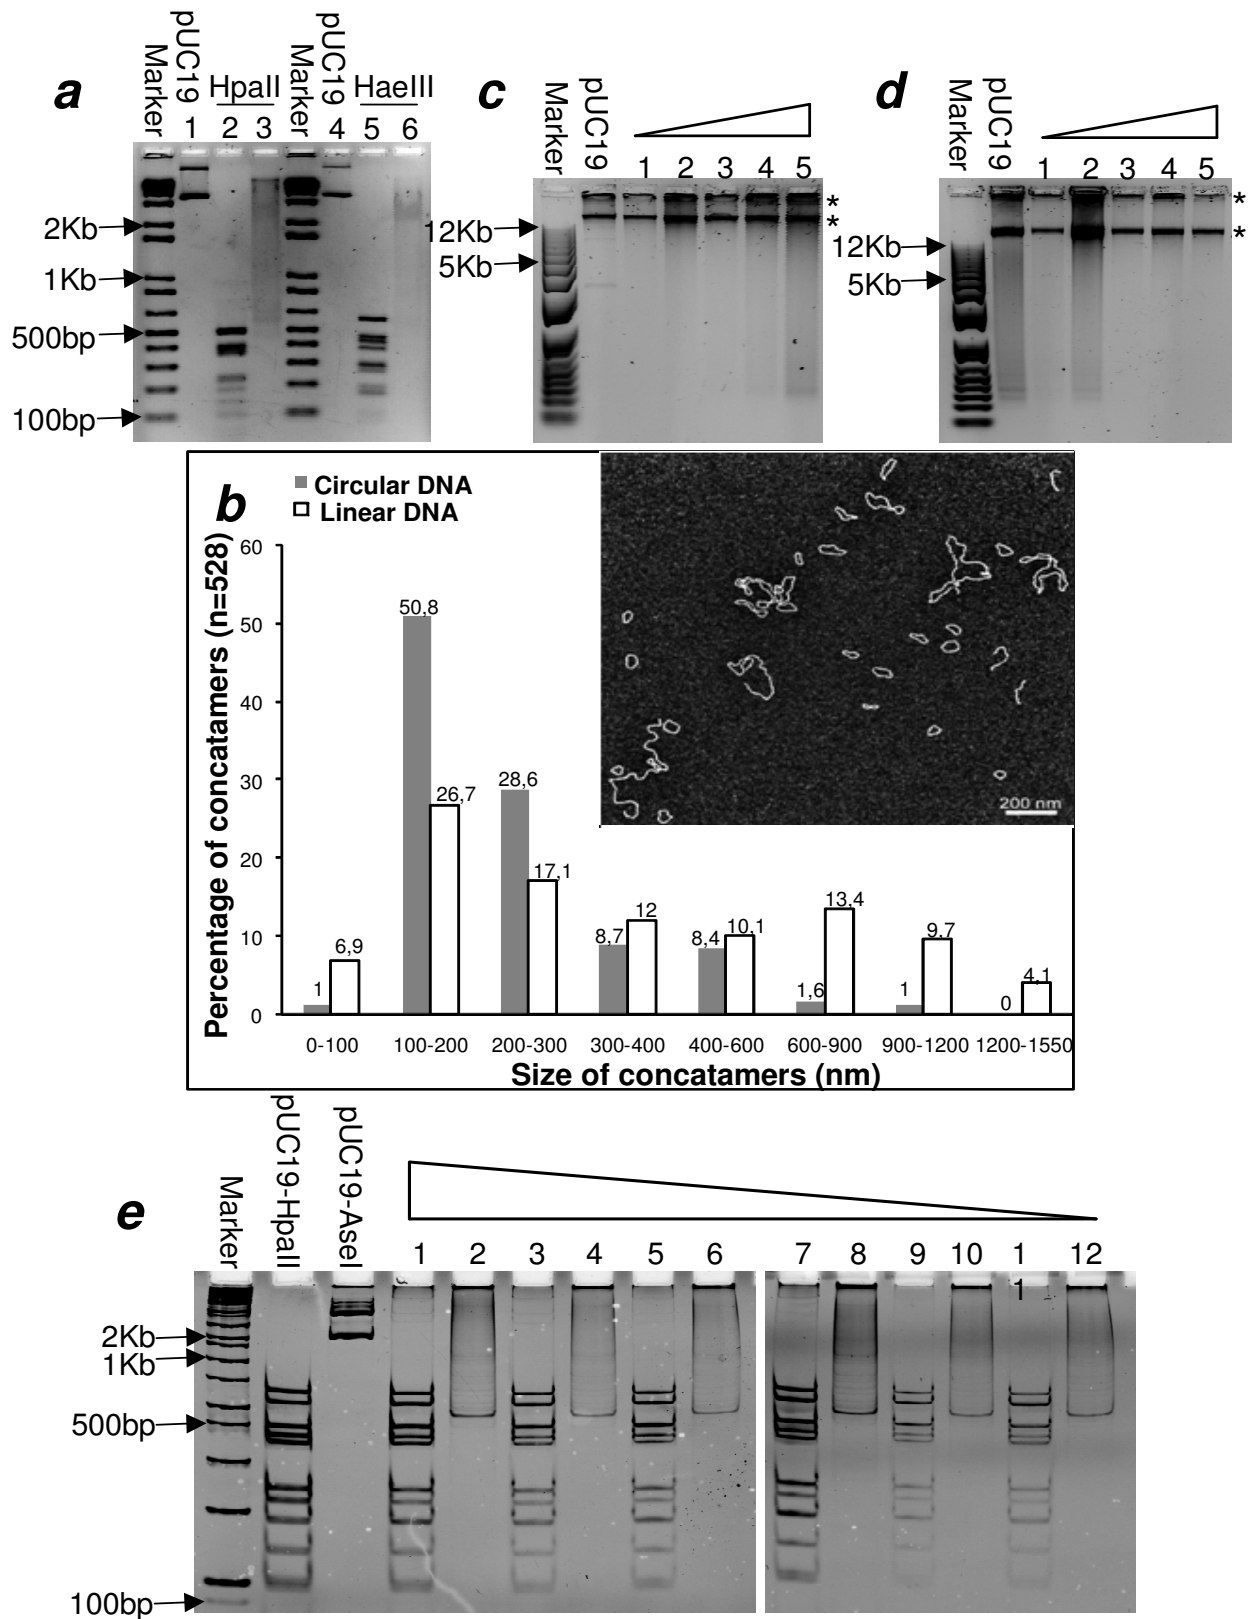 a
Marker
pUC19
HpaII
Marker
pUC19
HaeIII
1
2
3
4
5
6
2Kb
1Kb
500bp
100bp
c
Marker
pUC19
1
2
3
4
5
12Kb
5Kb
*
*
d
Marker
pUC19
1
2
3
4
5
12Kb
5Kb
*
*
b
Circular DNA
Linear DNA
Percentage of concatamers (n=528)
60
50
40
30
20
10
0
1
6,9
50,8
26,7
28,6
17,1
8,7
12
8,4
10,1
1,6
13,4
1
9,7
0
4,1
0-100
100-200
200-300
300-400
400-600
600-900
900-1200
1200-1550
Size of concatamers (nm)
200 nm
e
Marker
pUC19-HpaII
pUC19-AseI
1
2
3
4
5
6
7
8
9
10
1
1
12
2Kb
1Kb
500bp
100bp